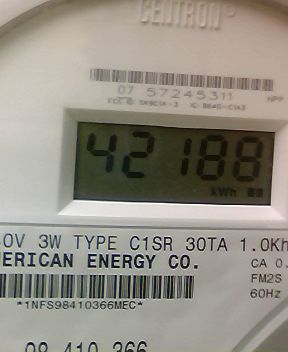 CENTRON®
07 57245311
42188
kWh
0V 3W TYPE C1SR 30TA 1.0Kh
ERICAN ENERGY CO.
CA 0.
FM2S
60Hz
*1NFS98410366MEC*
98 410 366